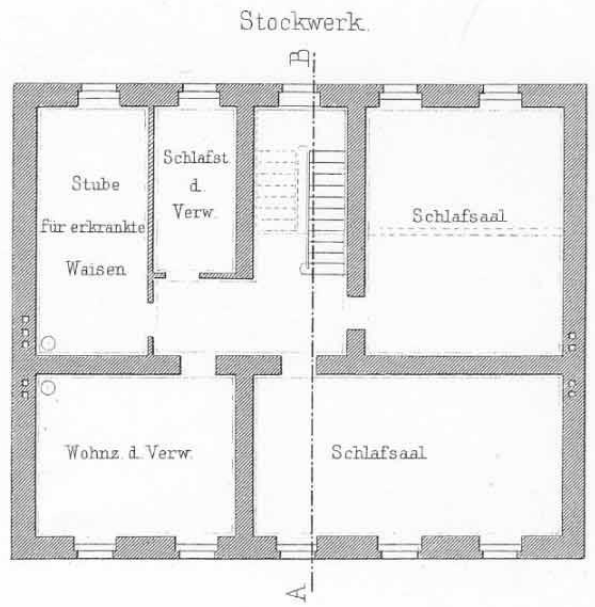 Stockwerk.
B
Stube
für erkrankte
Waisen
Schlafst
d.
Verw.
Schlafsaal
Wohnz. d. Verw.
Schlafsaal
A